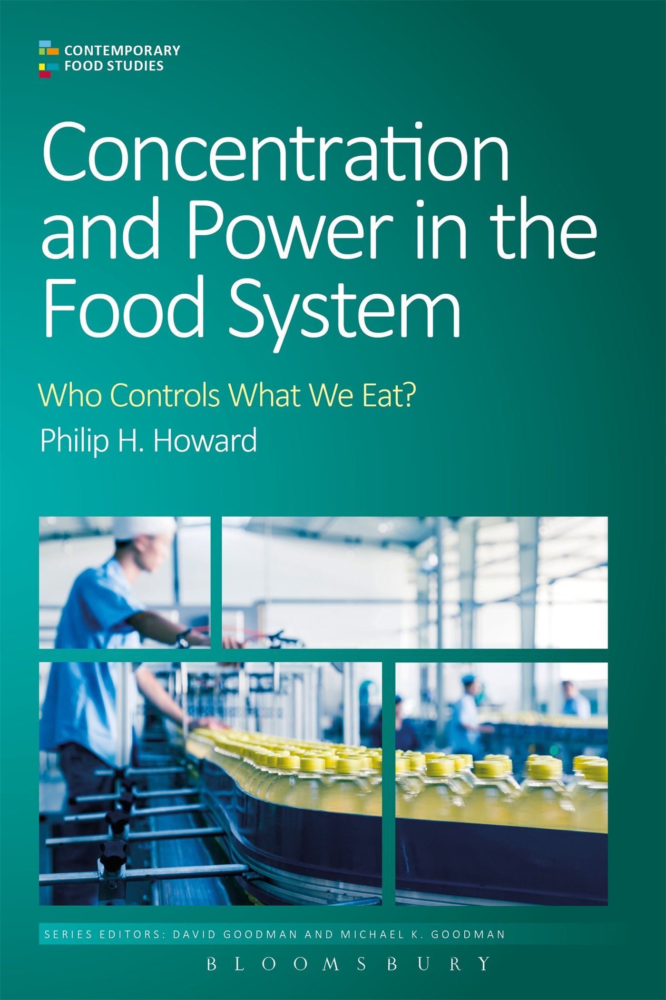 CONTEMPORARY
FOOD STUDIES
Concentration
and Power in the
Food System
Who Controls What We Eat?
Philip H. Howard
SERIES EDITORS: DAVID GOODMAN AND MICHAEL K. GOODMAN
BLOOMSBURY